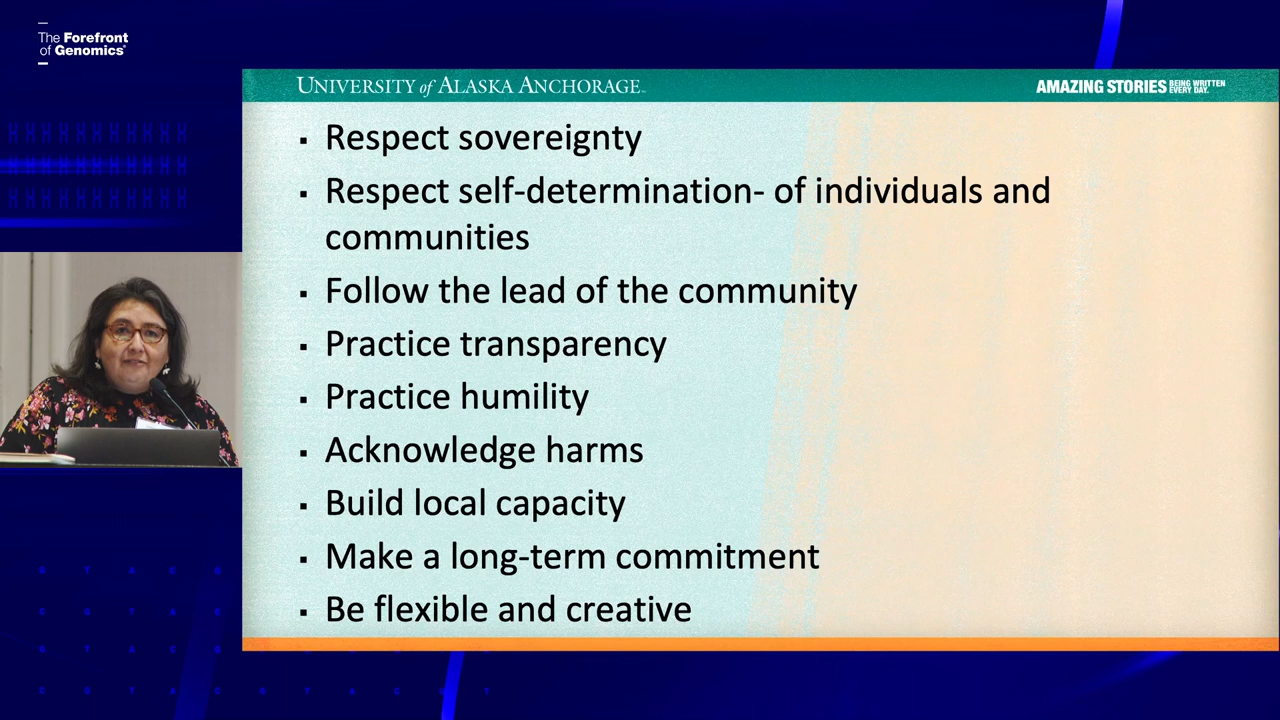 The Forefront
of Genomics®
UNIVERSITY of ALASKA ANCHORAGE
AMAZING STORIES BEING WRITTEN
EVERY DAY.
▪ Respect sovereignty
▪ Respect self-determination- of individuals and
communities
▪ Follow the lead of the community
▪ Practice transparency
▪ Practice humility
▪ Acknowledge harms
▪ Build local capacity
▪ Make a long-term commitment
▪ Be flexible and creative